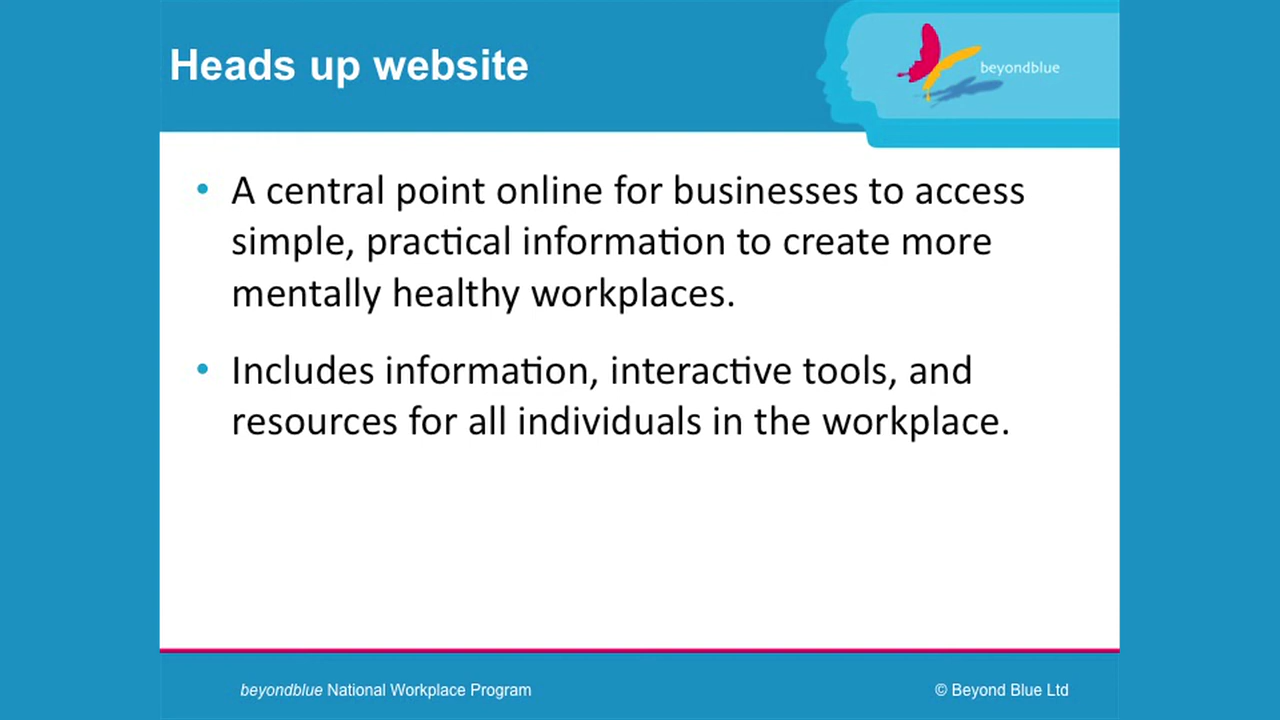 Heads up website
beyondblue
• A central point online for businesses to access
simple, practical information to create more
mentally healthy workplaces.
• Includes information, interactive tools, and
resources for all individuals in the workplace.
beyondblue National Workplace Program
© Beyond Blue Ltd